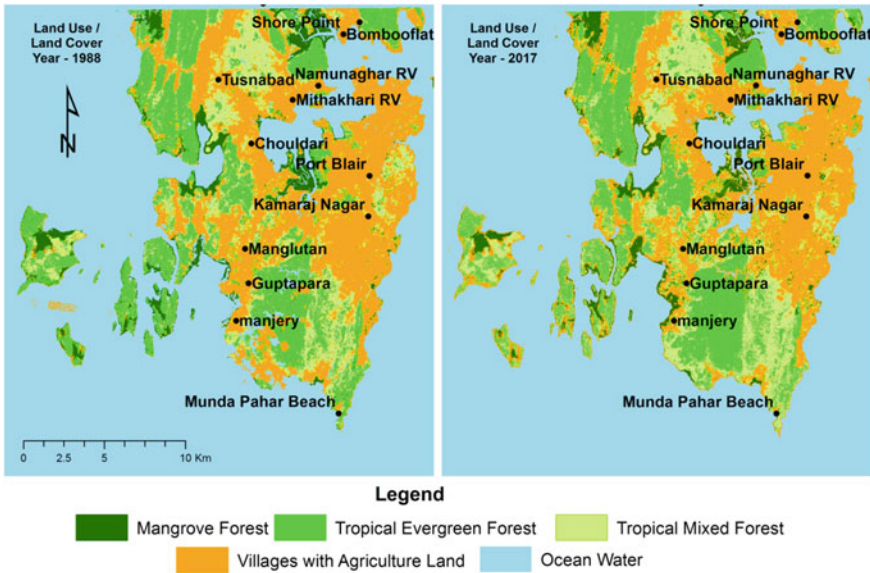 Land Use /
Land Cover
Year - 1988
N
Shore Point
Bombooflat
Tusnabad
Namunaghar RV
Mithakhari RV
Chouldari
Port Blair
Kamaraj Nagar
Manglutan
Guptapara
manjery
Munda Pahar Beach
0 2.5 5 10 Km
Land Use /
Land Cover
Year - 2017
Shore Point
Bombooflat
Tusnabad
Namunaghar RV
Mithakhari RV
Chouldari
Port Blair
Kamaraj Nagar
Manglutan
Guptapara
manjery
Munda Pahar Beach
Legend
Mangrove Forest Tropical Evergreen Forest Tropical Mixed Forest
Villages with Agriculture Land Ocean Water